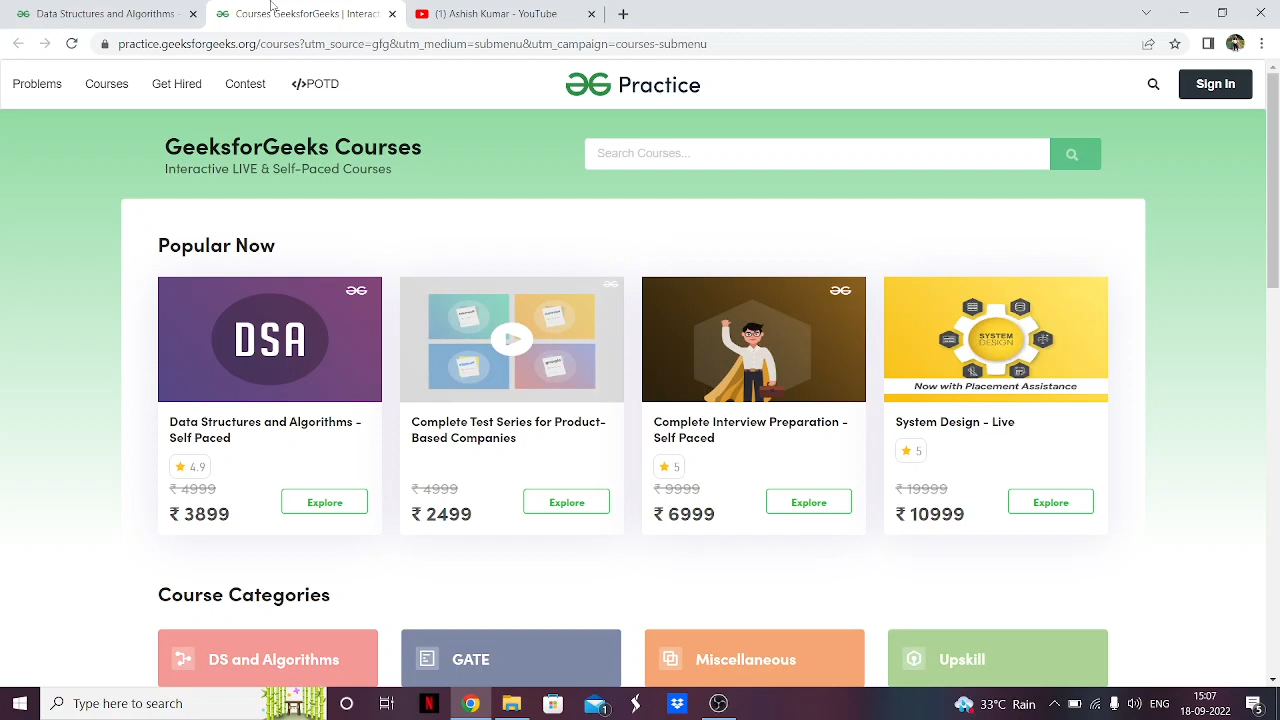 Data Structures and Algorithms
Courses | GeeksforGeeks | Interact
(1) Ashish Kumar - YouTube
practice.geeksforgeeks.org/courses?utm_source=gfg&utm_medium=submenu&utm_campaign=courses-submenu
Problems Courses Get Hired Contest </>POTD
Practice
Sign In
GeeksforGeeks Courses
Interactive LIVE & Self-Paced Courses
Search Courses...
Popular Now
DSA
SYSTEM
DESIGN
Now with Placement Assistance
Data Structures and Algorithms -
Self Paced
4.9
₹ 4999
₹ 3899
Explore
Complete Test Series for Product-
Based Companies
₹ 4999
₹ 2499
Explore
Complete Interview Preparation -
Self Paced
5
₹ 9999
₹ 6999
Explore
System Design - Live
5
₹ 19999
₹ 10999
Explore
Course Categories
DS and Algorithms
GATE
Miscellaneous
Upskill
Type here to search
N
1
33°C Rain
ENG
15:07
18-09-2022